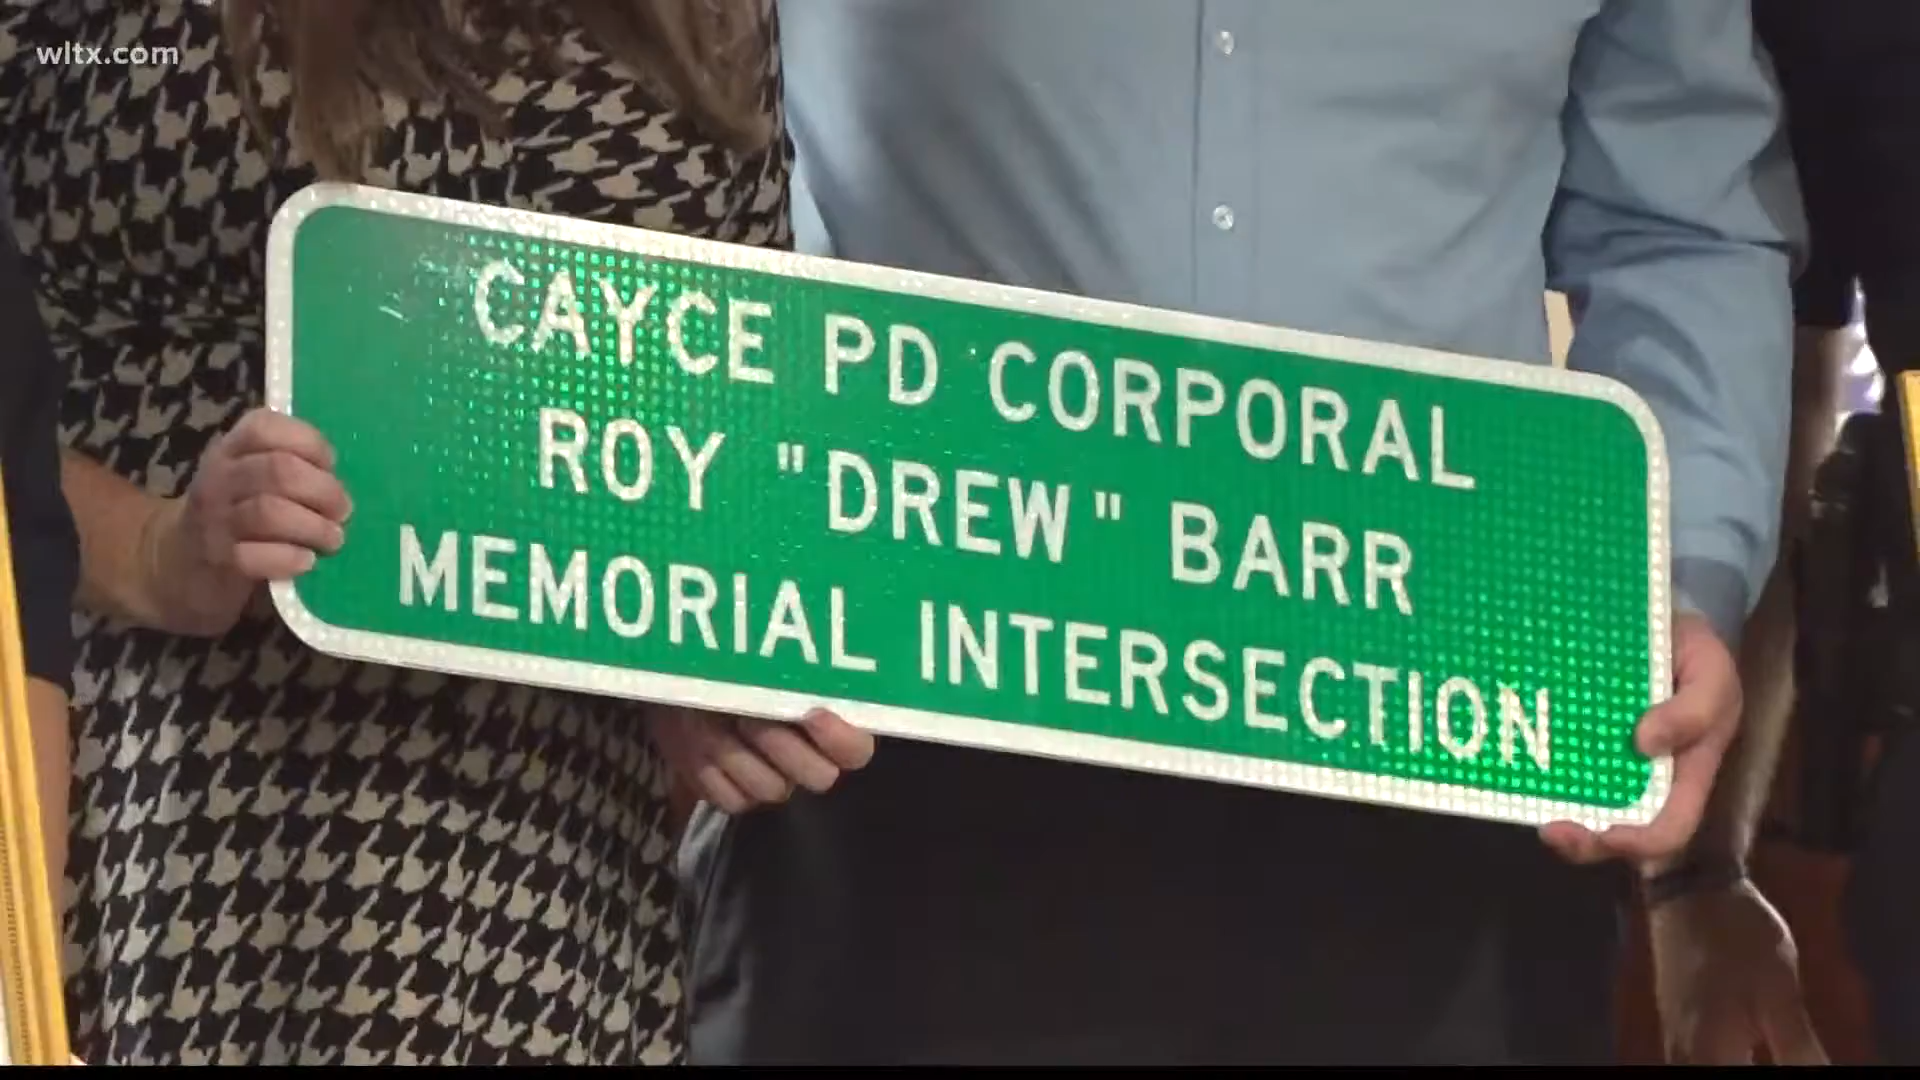 wltx.com
CAYCE PD CORPORAL
ROY "DREW" BARR
MEMORIAL INTERSECTION